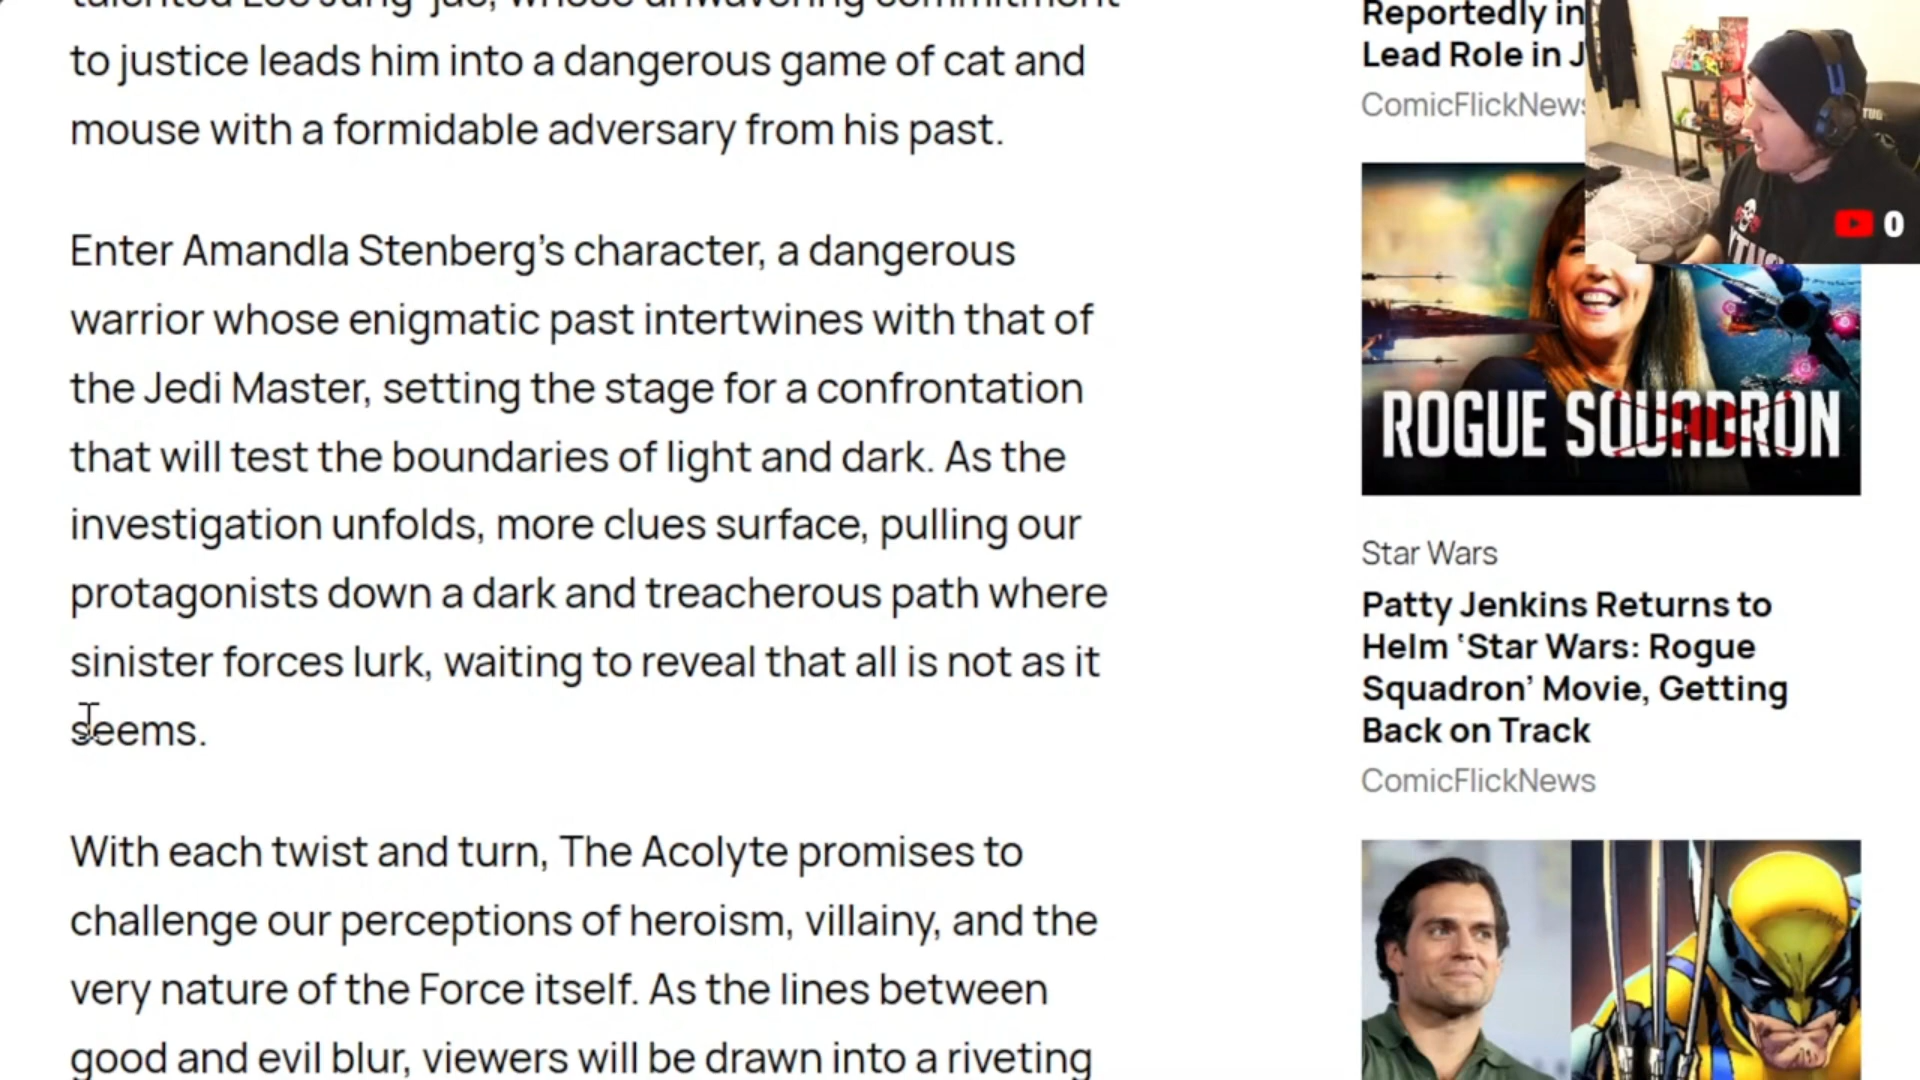 talented Lee Jung-jae, whose unwavering commitment
to justice leads him into a dangerous game of cat and
mouse with a formidable adversary from his past.
Enter Amandla Stenberg’s character, a dangerous
warrior whose enigmatic past intertwines with that of
the Jedi Master, setting the stage for a confrontation
that will test the boundaries of light and dark. As the
investigation unfolds, more clues surface, pulling our
protagonists down a dark and treacherous path where
sinister forces lurk, waiting to reveal that all is not as it
seems.
With each twist and turn, The Acolyte promises to
challenge our perceptions of heroism, villainy, and the
very nature of the Force itself. As the lines between
good and evil blur, viewers will be drawn into a riveting
Reportedly in
Lead Role in J
ComicFlickNews
0
ROGUE SQUADRON
Star Wars
Patty Jenkins Returns to
Helm ‘Star Wars: Rogue
Squadron’ Movie, Getting
Back on Track
ComicFlickNews